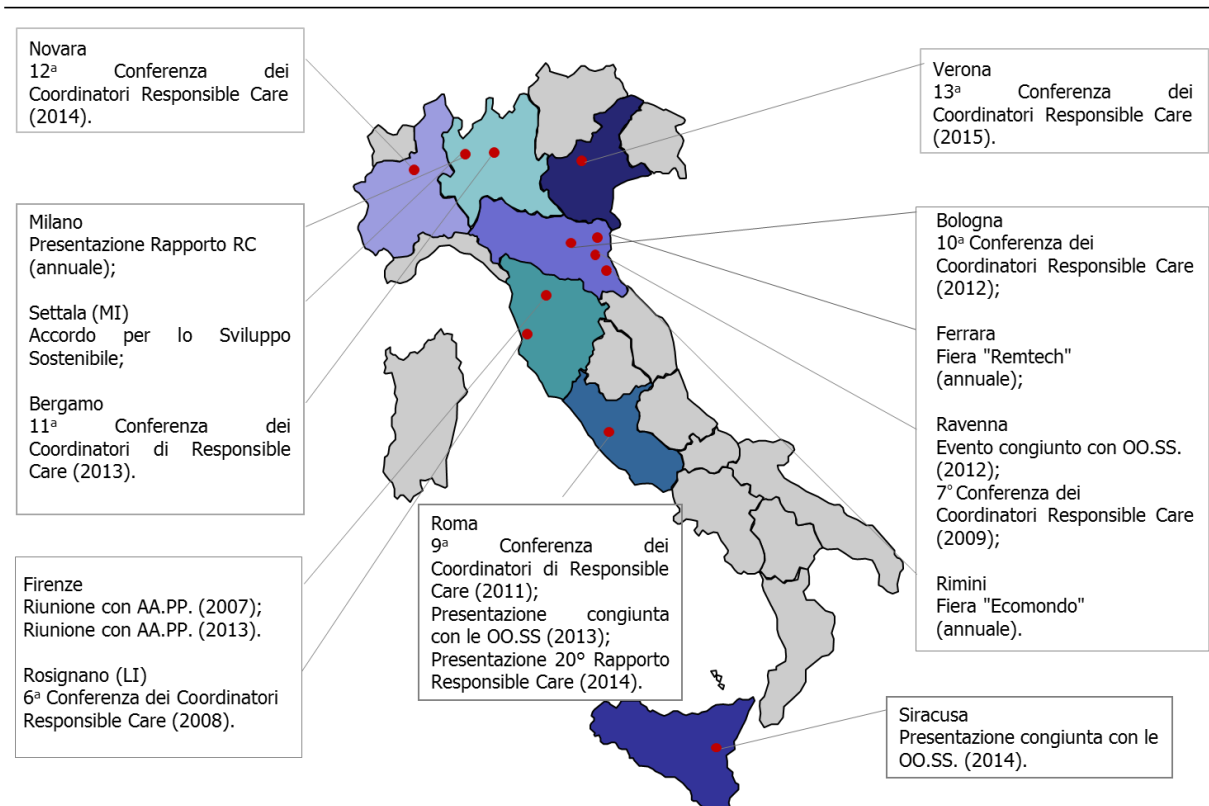 Novara
12ª Conferenza dei
Coordinatori Responsible Care
(2014).
Verona
13ª Conferenza dei
Coordinatori Responsible Care
(2015).
Milano
Presentazione Rapporto RC
(annuale);
Settala (MI)
Accordo per lo Sviluppo
Sostenibile;
Bergamo
11ª Conferenza dei
Coordinatori di Responsible
Care (2013).
Bologna
10ª Conferenza dei
Coordinatori Responsible Care
(2012);
Ferrara
Fiera "Remtech"
(annuale);
Ravenna
Evento congiunto con OO.SS.
(2012);
7° Conferenza dei
Coordinatori Responsible Care
(2009);
Rimini
Fiera "Ecomondo"
(annuale).
Firenze
Riunione con AA.PP. (2007);
Riunione con AA.PP. (2013).
Rosignano (LI)
6ª Conferenza dei Coordinatori
Responsible Care (2008).
Roma
9ª Conferenza dei
Coordinatori di Responsible
Care (2011);
Presentazione congiunta
con le OO.SS (2013);
Presentazione 20° Rapporto
Responsible Care (2014).
Siracusa
Presentazione congiunta con le
OO.SS. (2014).